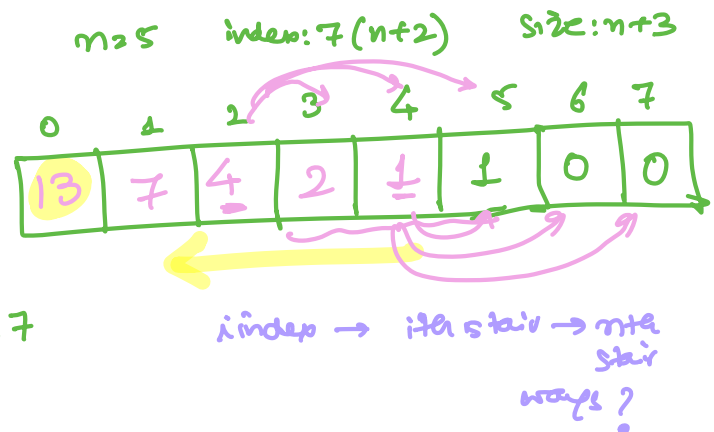 n=5 index: 7 (n+2) size: n+3
0 1 2 3 4 5 6 7
13 7 4 2 1 1 0 0
7
i index → ith stair → nth
stair
ways ?